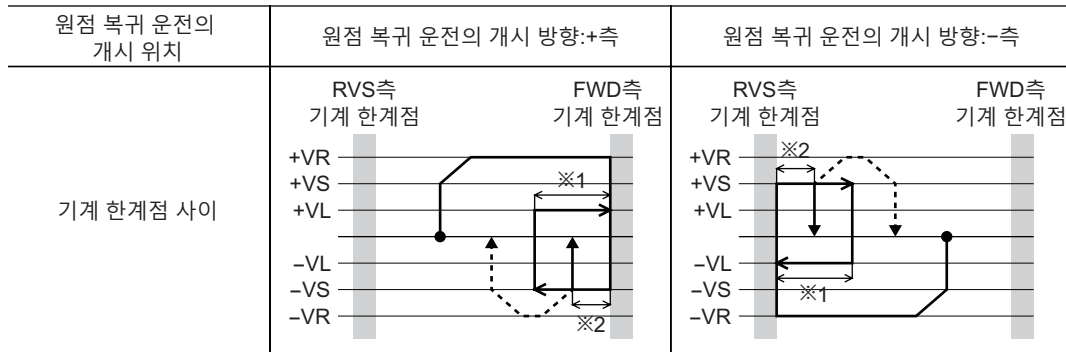 원점 복귀 운전의
개시 위치
원점 복귀 운전의 개시 방향:+측
원점 복귀 운전의 개시 방향:−측
기계 한계점 사이
RVS측
기계 한계점
FWD측
기계 한계점
+VR
+VS
+VL
−VL
−VS
−VR
※1
※2
RVS측
기계 한계점
FWD측
기계 한계점
+VR
+VS
+VL
−VL
−VS
−VR
※2
※1